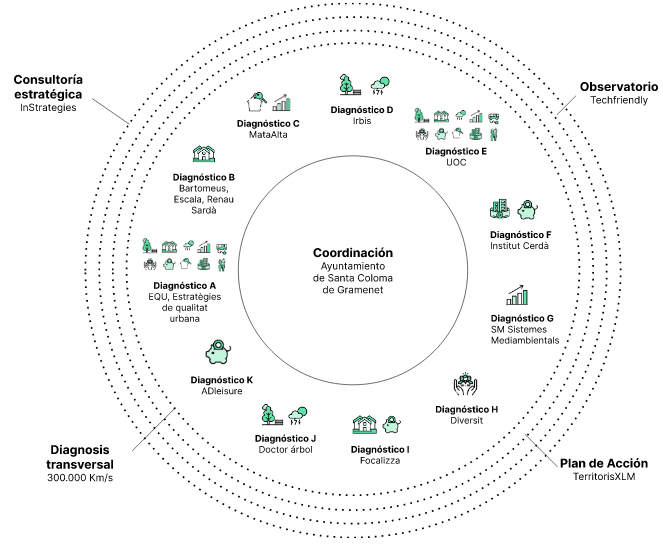 Consultoría
estratégica
InStrategies
Observatorio
Techfriendly
Diagnóstico D
Irbis
Diagnóstico C
MataAlta
Diagnóstico E
UOC
Diagnóstico B
Bartomeus,
Escala, Renau
Sardà
Diagnóstico F
Institut Cerdà
Coordinación
Ayuntamiento
de Santa Coloma
de Gramenet
Diagnóstico A
EQU, Estratègies
de qualitat
urbana
Diagnóstico G
SM Sistemes
Mediambientals
Diagnóstico K
ADleisure
Diagnóstico H
Diversit
Diagnóstico J
Doctor árbol
Diagnóstico I
Focalizza
Diagnosis
transversal
300.000 Km/s
Plan de Acción
TerritorisXLM